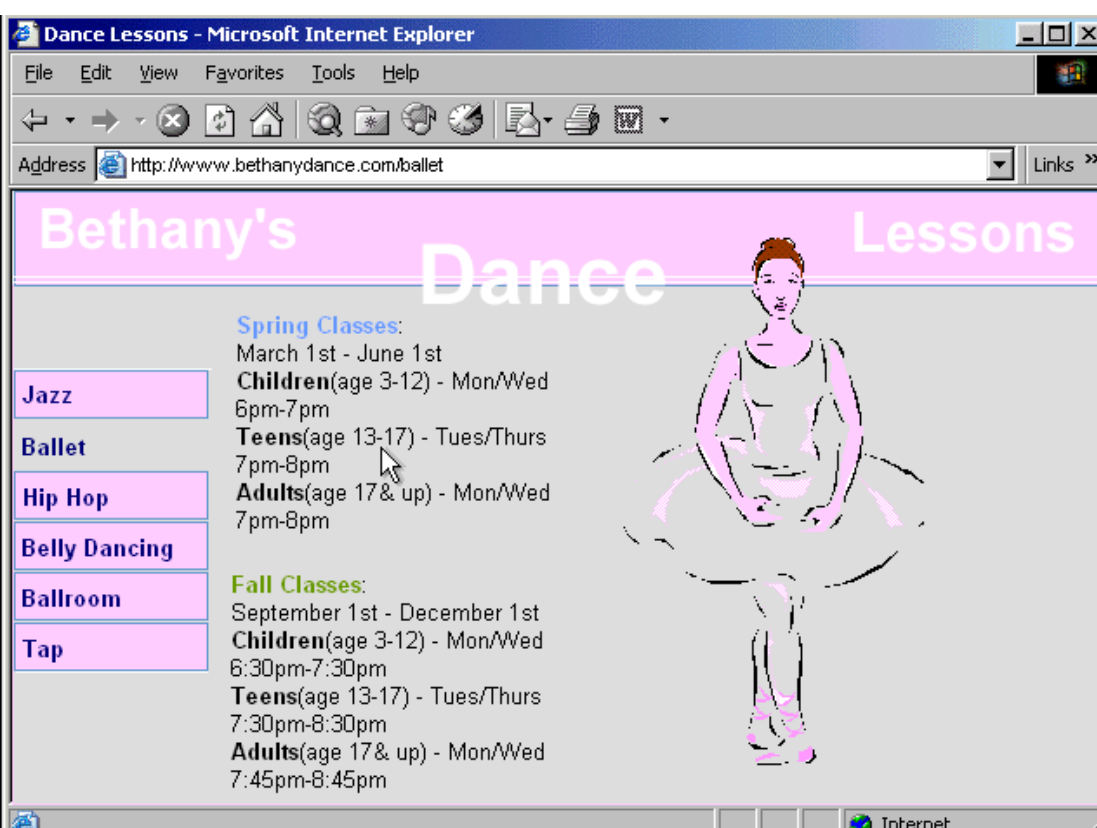 Dance Lessons - Microsoft Internet Explorer
File Edit View Favorites Tools Help
Address http://www.bethanydance.com/ballet Links »
Bethany's Dance Lessons
Jazz
Ballet
Hip Hop
Belly Dancing
Ballroom
Tap
Spring Classes:
March 1st - June 1st
Children(age 3-12) - Mon/Wed
6pm-7pm
Teens(age 13-17) - Tues/Thurs
7pm-8pm
Adults(age 17& up) - Mon/Wed
7pm-8pm
Fall Classes:
September 1st - December 1st
Children(age 3-12) - Mon/Wed
6:30pm-7:30pm
Teens(age 13-17) - Tues/Thurs
7:30pm-8:30pm
Adults(age 17& up) - Mon/Wed
7:45pm-8:45pm
Internet